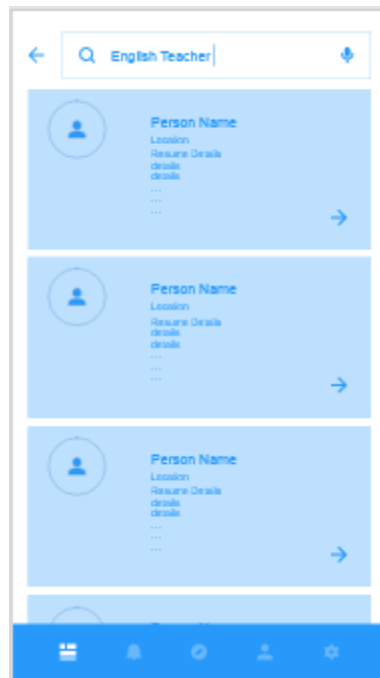 English Teacher
Person Name
Location
Resume Details
details
details
...
...
...
Person Name
Location
Resume Details
details
details
...
...
...
Person Name
Location
Resume Details
details
details
...
...
...